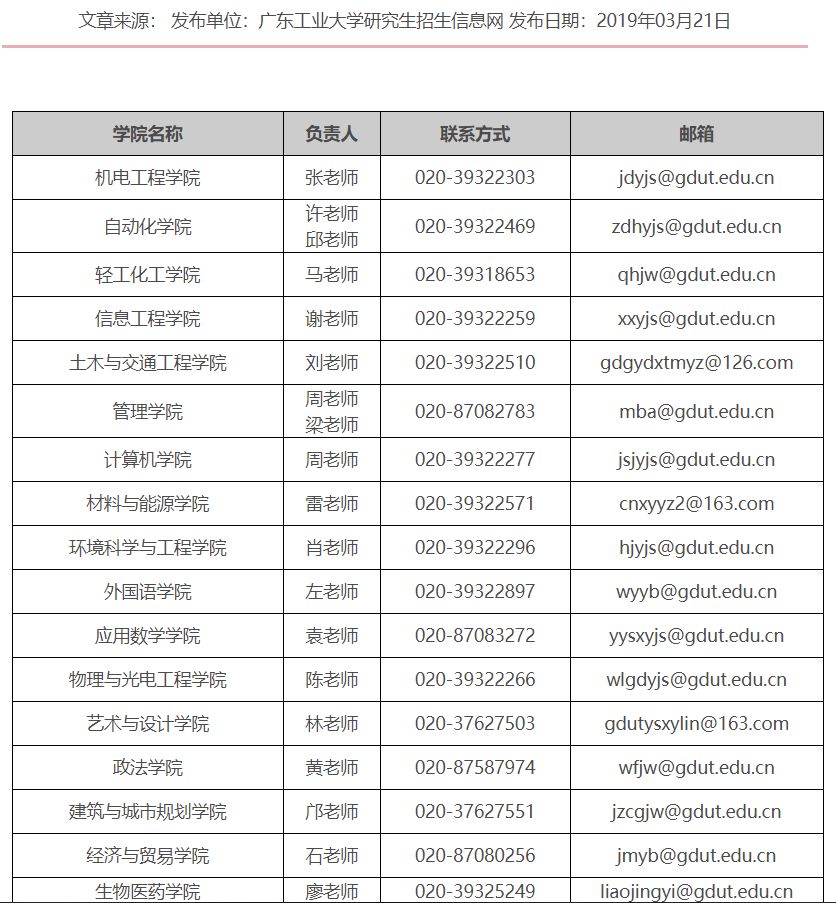 文章来源： 发布单位：广东工业大学研究生招生信息网 发布日期：2019年03月21日
学院名称 负责人 联系方式 邮箱
机电工程学院 张老师 020-39322303 jdyjs@gdut.edu.cn
自动化学院 许老师 邱老师 020-39322469 zdhyjs@gdut.edu.cn
轻工化工学院 马老师 020-39318653 qhjw@gdut.edu.cn
信息工程学院 谢老师 020-39322259 xxyjs@gdut.edu.cn
土木与交通工程学院 刘老师 020-39322510 gdgydxtmyz@126.com
管理学院 周老师 梁老师 020-87082783 mba@gdut.edu.cn
计算机学院 周老师 020-39322277 jsjyjs@gdut.edu.cn
材料与能源学院 雷老师 020-39322571 cnxyyz2@163.com
环境科学与工程学院 肖老师 020-39322296 hjyjs@gdut.edu.cn
外国语学院 左老师 020-39322897 wyyb@gdut.edu.cn
应用数学学院 袁老师 020-87083272 yysxyjs@gdut.edu.cn
物理与光电工程学院 陈老师 020-39322266 wlgdyjs@gdut.edu.cn
艺术与设计学院 林老师 020-37627503 gdutysxylin@163.com
政法学院 黄老师 020-87587974 wfjw@gdut.edu.cn
建筑与城市规划学院 邝老师 020-37627551 jzcgjw@gdut.edu.cn
经济与贸易学院 石老师 020-87080256 jmyb@gdut.edu.cn
生物医药学院 廖老师 020-39325249 liaojingyi@gdut.edu.cn